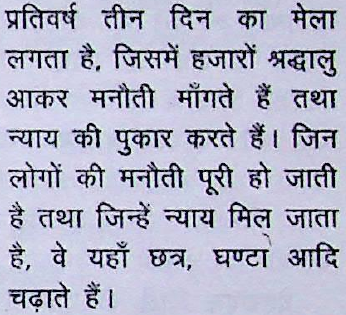 प्रतिवर्ष तीन दिन का मेला
लगता है, जिसमें हजारों श्रद्धालु
आकर मनौती माँगते हैं तथा
न्याय की पुकार करते हैं। जिन
लोगों की मनौती पूरी हो जाती
है तथा जिन्हें न्याय मिल जाता
है, वे यहाँ छत्र, घण्टा आदि
चढ़ाते हैं।